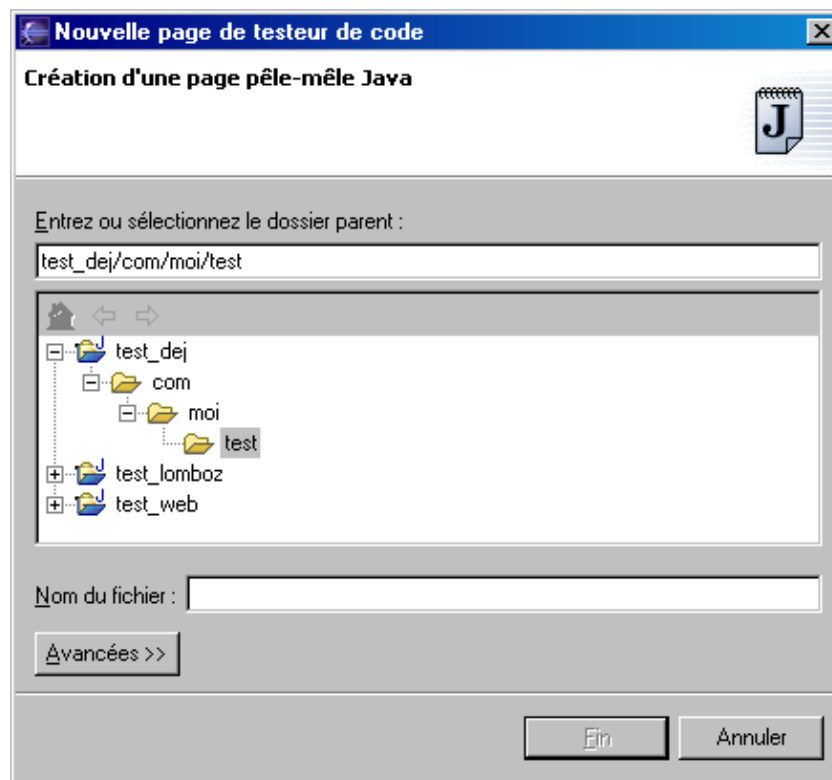 Nouvelle page de testeur de code
Création d'une page pêle-mêle Java
J
Entrez ou sélectionnez le dossier parent :
test_dej/com/moi/test
test_dej
com
moi
test
test_lomboz
test_web
Nom du fichier :
Avancées >>
Fin
Annuler